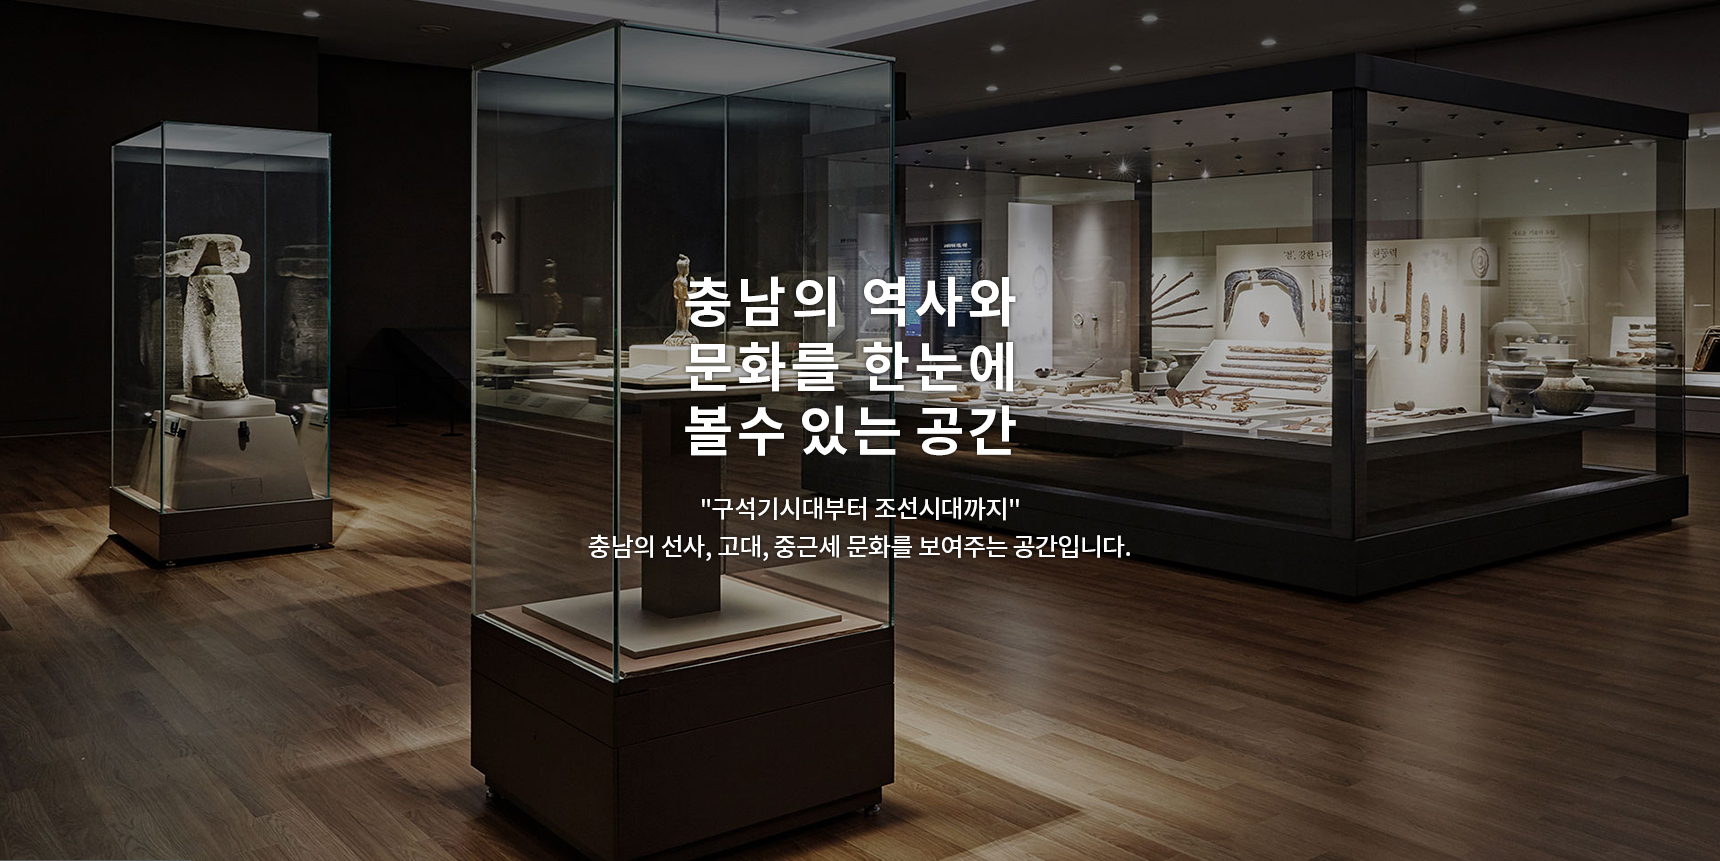 충남의 역사와
문화를 한눈에
볼수 있는 공간
"구석기시대부터 조선시대까지"
충남의 선사, 고대, 중근세 문화를 보여주는 공간입니다.